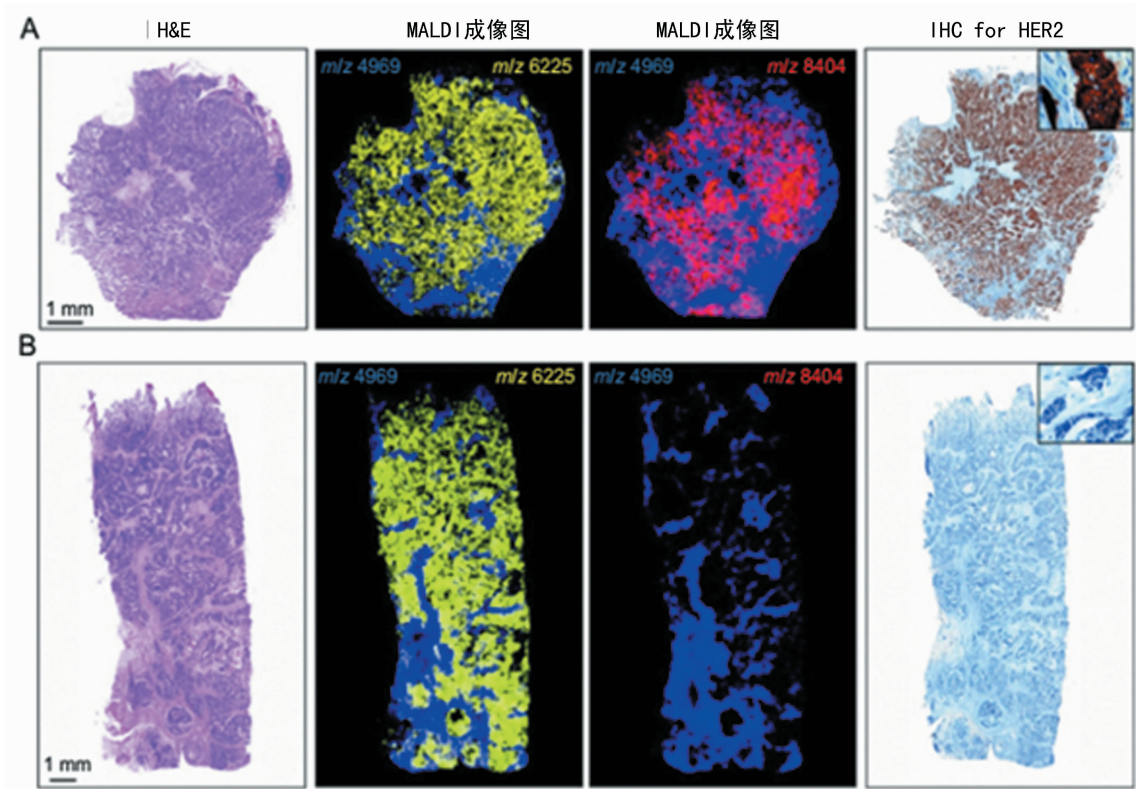 A
H&E
MALDI成像图
MALDI成像图
IHC for HER2
m/z 4969
m/z 6225
m/z 4969
m/z 8404
1 mm
B
m/z 4969
m/z 6225
m/z 4969
m/z 8404
1 mm